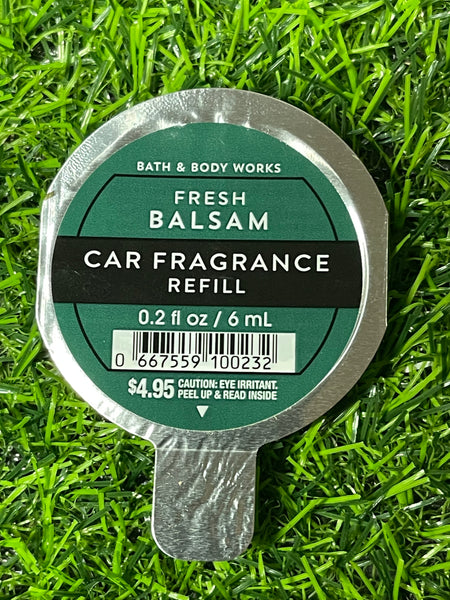 BATH & BODY WORKS
FRESH
BALSAM
CAR FRAGRANCE
REFILL
0.2 fl oz / 6 mL
0 667559 100232
$4.95 CAUTION: EYE IRRITANT.
PEEL UP & READ INSIDE